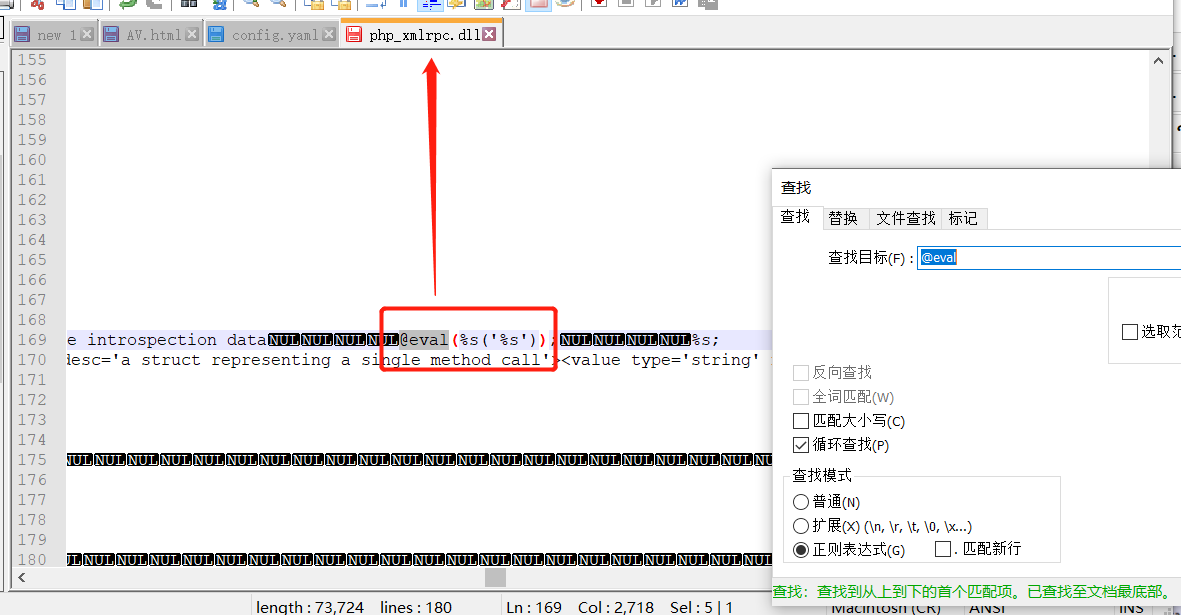 new 1 AV.html config.yaml php_xmlrpc.dll
155
156
157
158
159
160
161
162
163
164
165
166
167
168
169 e introspection dataNULNULNULNUL@eval(%s('%s'));NULNULNULNUL%s;
170 desc='a struct representing a single method call'><value type='string'
171
172
173
174
175 NULNULNULNULNULNULNULNULNULNULNULNULNULNULNULNULNULNULNULNULNUL
176
177
178
179
180 NULNULNULNULNULNULNULNULNULNULNULNULNULNULNULNULNULNULNULNUL
length : 73,724 lines : 180 Ln : 169 Col : 2,718 Sel : 5 | 1 Macintosh (CR) ANSI INS
查找
查找 替换 文件查找 标记
查找目标(F) : @eval
选取范
反向查找
全词匹配(W)
匹配大小写(C)
循环查找(P)
查找模式
普通(N)
扩展(X) (\n, \r, \t, \0, \x...)
正则表达式(G) . 匹配新行
查找: 查找到从上到下的首个匹配项。已查找至文档最底部。